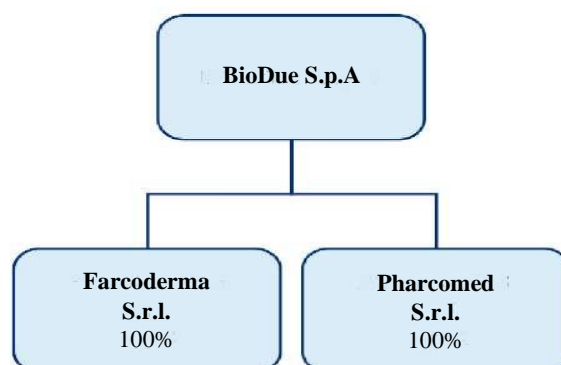 BioDue S.p.A
Farcoderma
S.r.l.
100%
Pharcomed
S.r.l.
100%